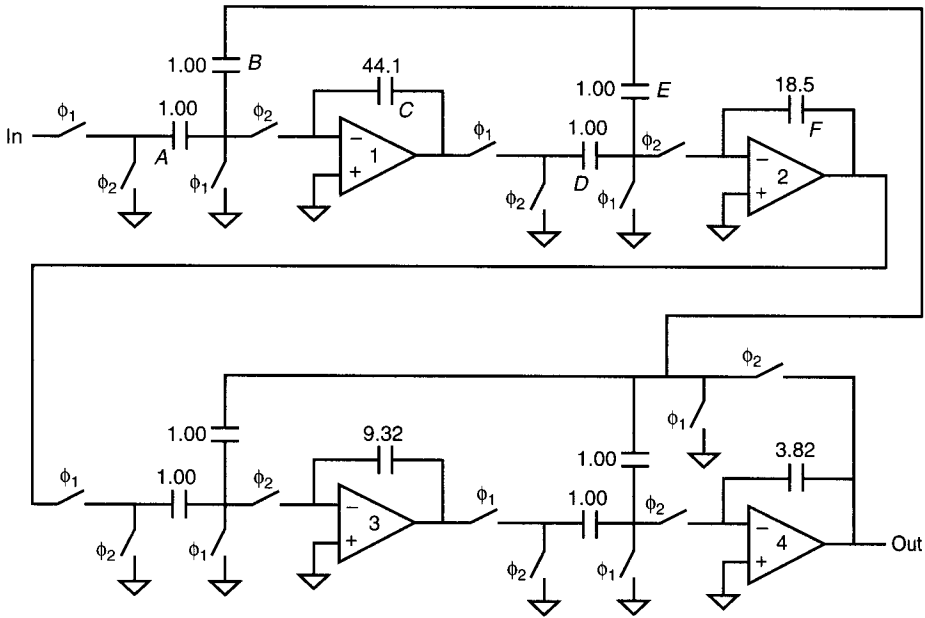 1.00 B
44.1
C
1.00 E
18.5
F
In ϕ1 1.00 A ϕ2
ϕ2 ϕ1
− 1 +
ϕ1 1.00 D ϕ2
ϕ2 ϕ1
− 2 +
ϕ2
ϕ1
1.00
9.32
1.00
3.82
ϕ1 1.00 ϕ2
ϕ2 ϕ1
− 3 +
ϕ1 1.00 ϕ2
ϕ2 ϕ1
− 4 +
Out